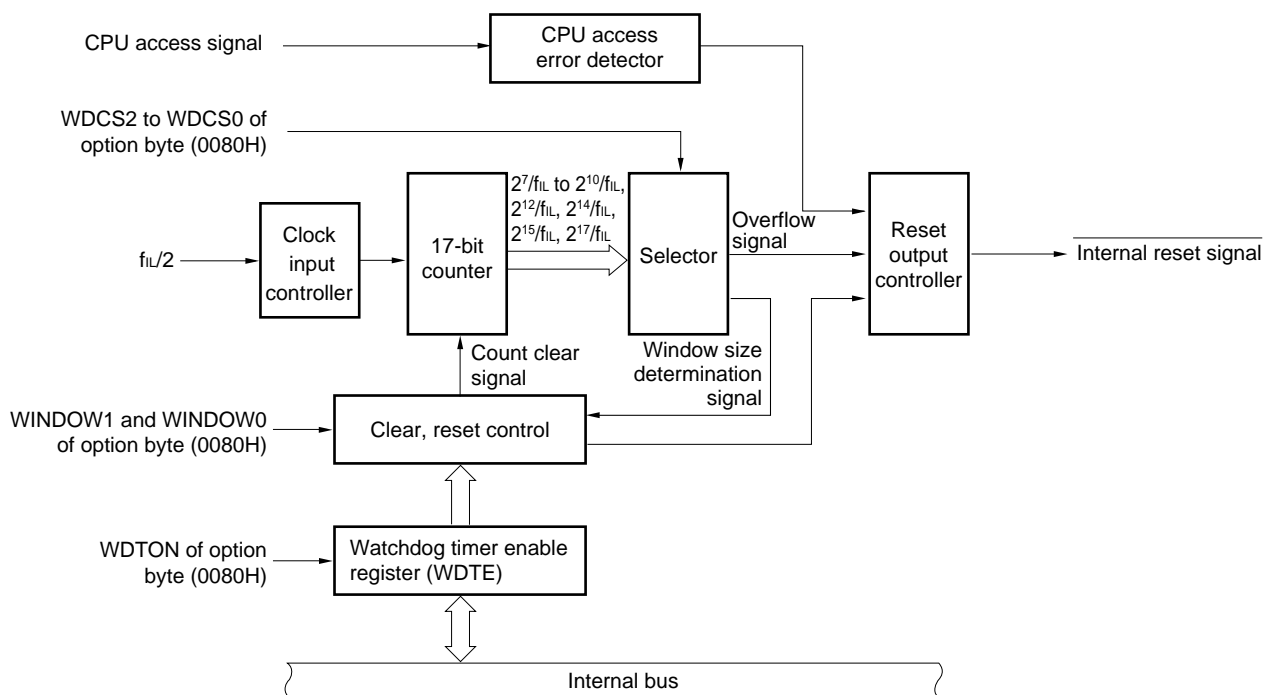 CPU access signal
CPU access
error detector
WDCS2 to WDCS0 of
option byte (0080H)
2⁷/fIL to 2¹⁰/fIL,
2¹²/fIL, 2¹⁴/fIL,
2¹⁵/fIL, 2¹⁷/fIL
fIL/2
Clock
input
controller
17-bit
counter
Selector
Overflow
signal
Reset
output
controller
Internal reset signal
Count clear
signal
Window size
determination
signal
WINDOW1 and WINDOW0
of option byte (0080H)
Clear, reset control
WDTON of option
byte (0080H)
Watchdog timer enable
register (WDTE)
Internal bus